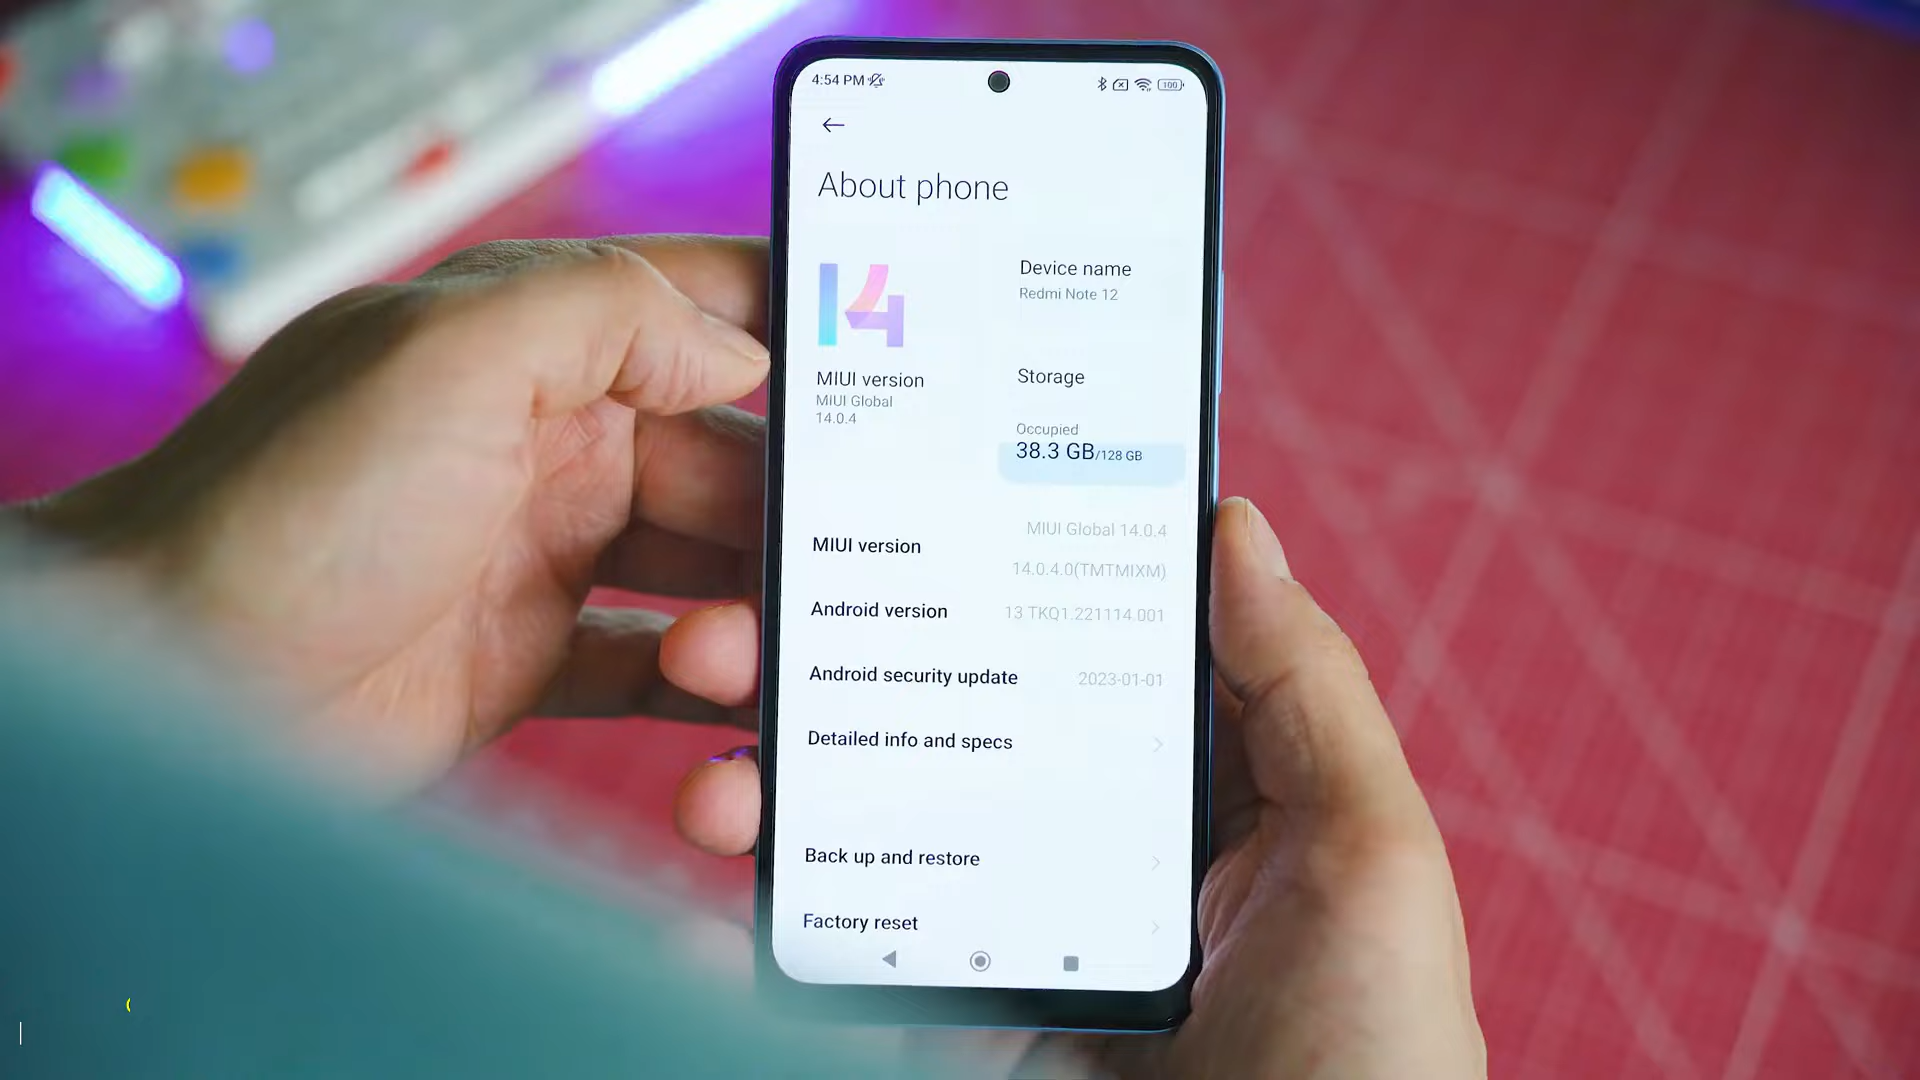 4:54 PM
100
About phone
14
MIUI version
MIUI Global
14.0.4
Device name
Redmi Note 12
Storage
Occupied
38.3 GB/128 GB
MIUI version
MIUI Global 14.0.4
14.0.4.0(TMTMIXM)
Android version
13 TKQ1.221114.001
Android security update
2023-01-01
Detailed info and specs
Back up and restore
Factory reset